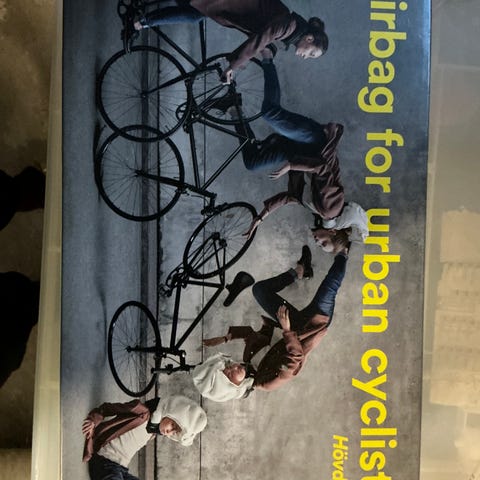 irbag for urban cyclist
Hövd